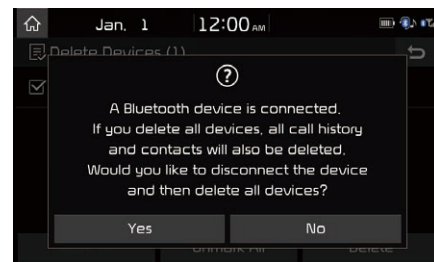 Jan. 1 12:00 AM
Delete Devices (1)
A Bluetooth device is connected.
If you delete all devices, all call history
and contacts will also be deleted.
Would you like to disconnect the device
and then delete all devices?
Yes No
Unmark All Delete